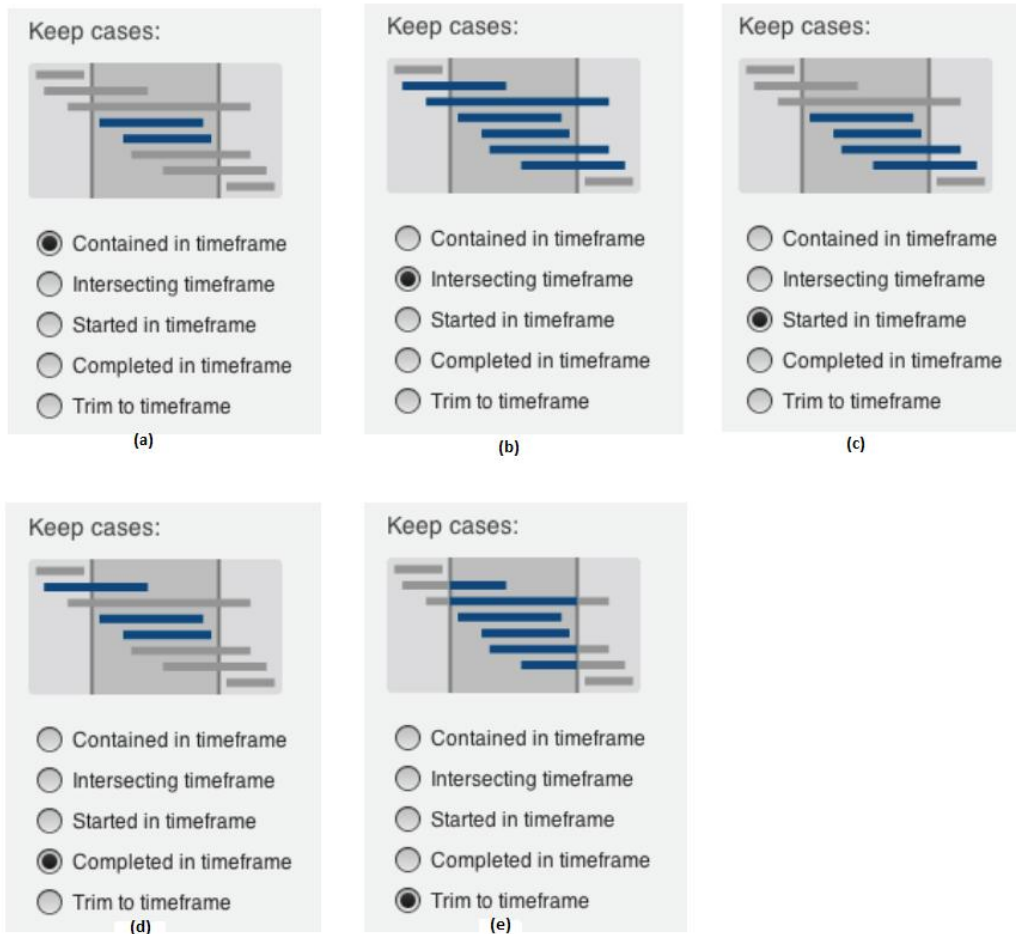 Keep cases:
Contained in timeframe
Intersecting timeframe
Started in timeframe
Completed in timeframe
Trim to timeframe
(a)
Keep cases:
Contained in timeframe
Intersecting timeframe
Started in timeframe
Completed in timeframe
Trim to timeframe
(b)
Keep cases:
Contained in timeframe
Intersecting timeframe
Started in timeframe
Completed in timeframe
Trim to timeframe
(c)
Keep cases:
Contained in timeframe
Intersecting timeframe
Started in timeframe
Completed in timeframe
Trim to timeframe
(d)
Keep cases:
Contained in timeframe
Intersecting timeframe
Started in timeframe
Completed in timeframe
Trim to timeframe
(e)